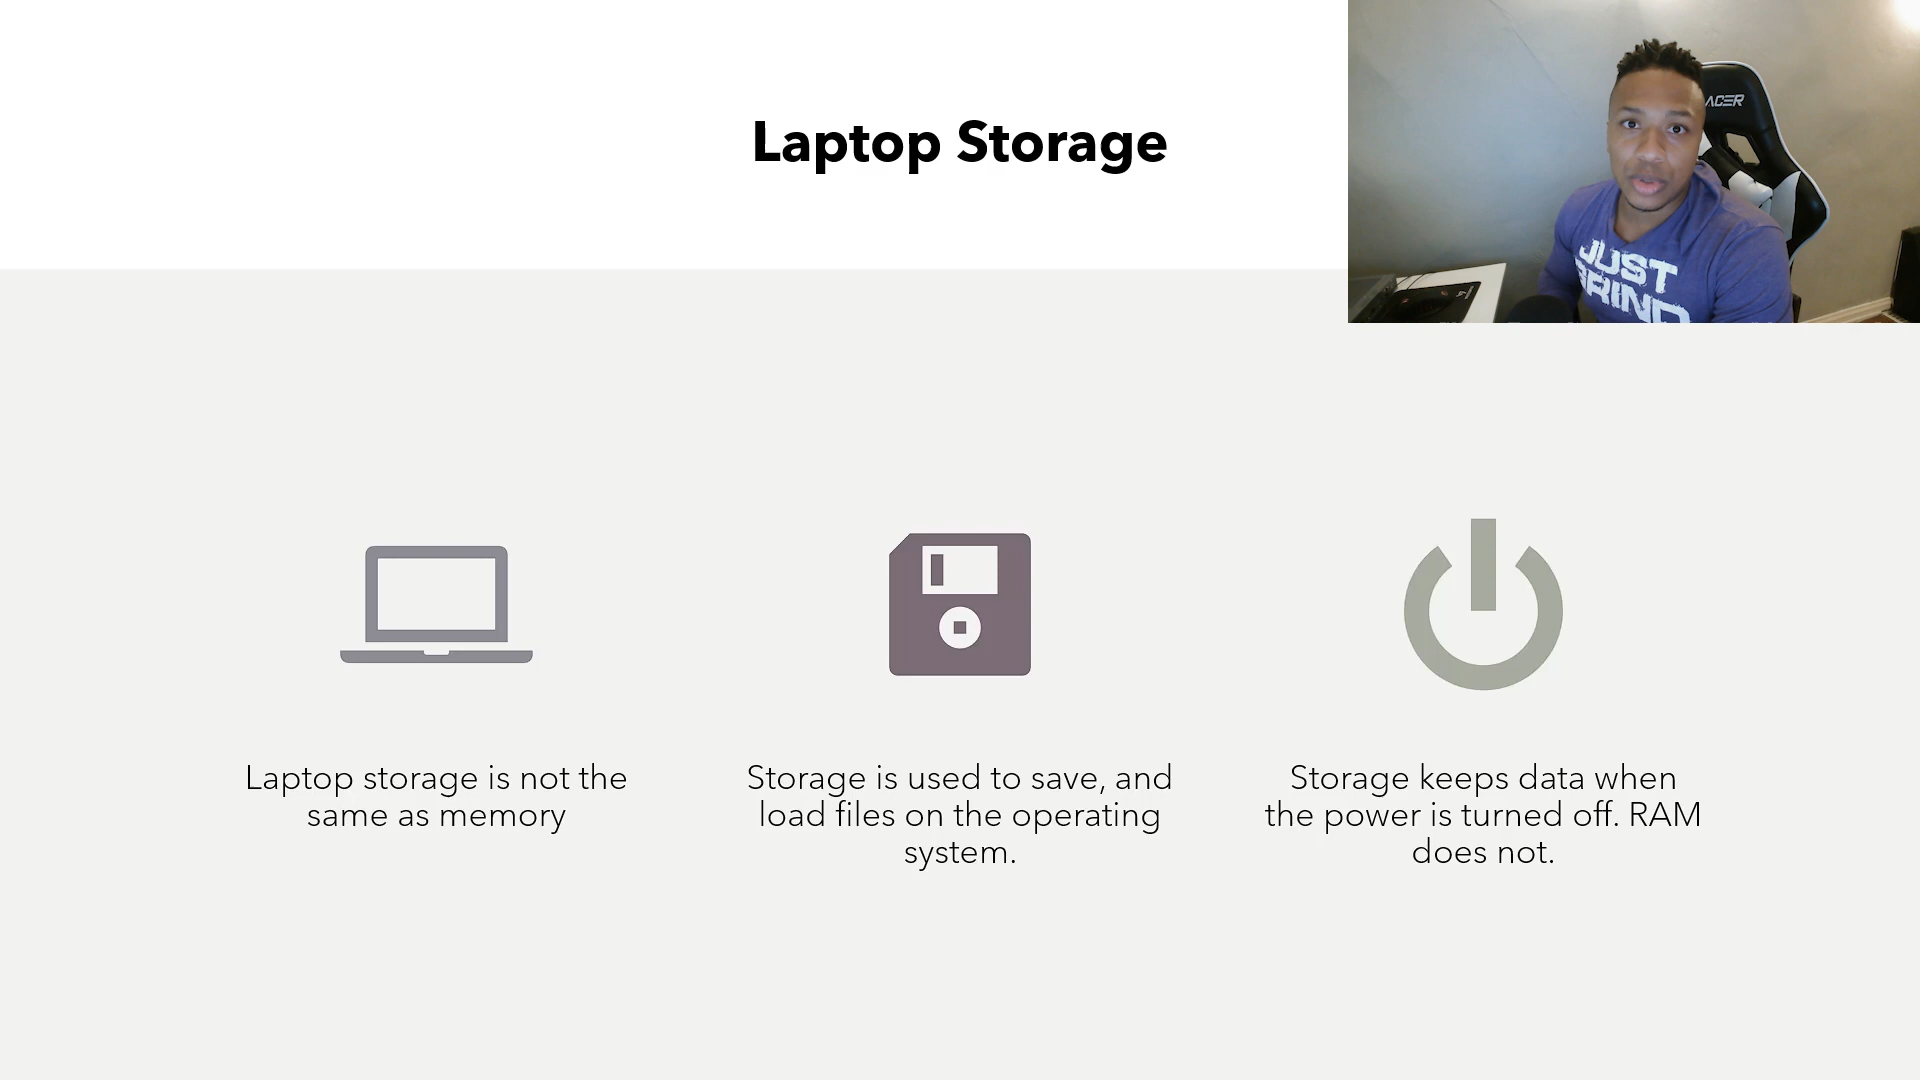 Laptop Storage
ACER
JUST
GRIND
Laptop storage is not the
same as memory
Storage is used to save, and
load files on the operating
system.
Storage keeps data when
the power is turned off. RAM
does not.